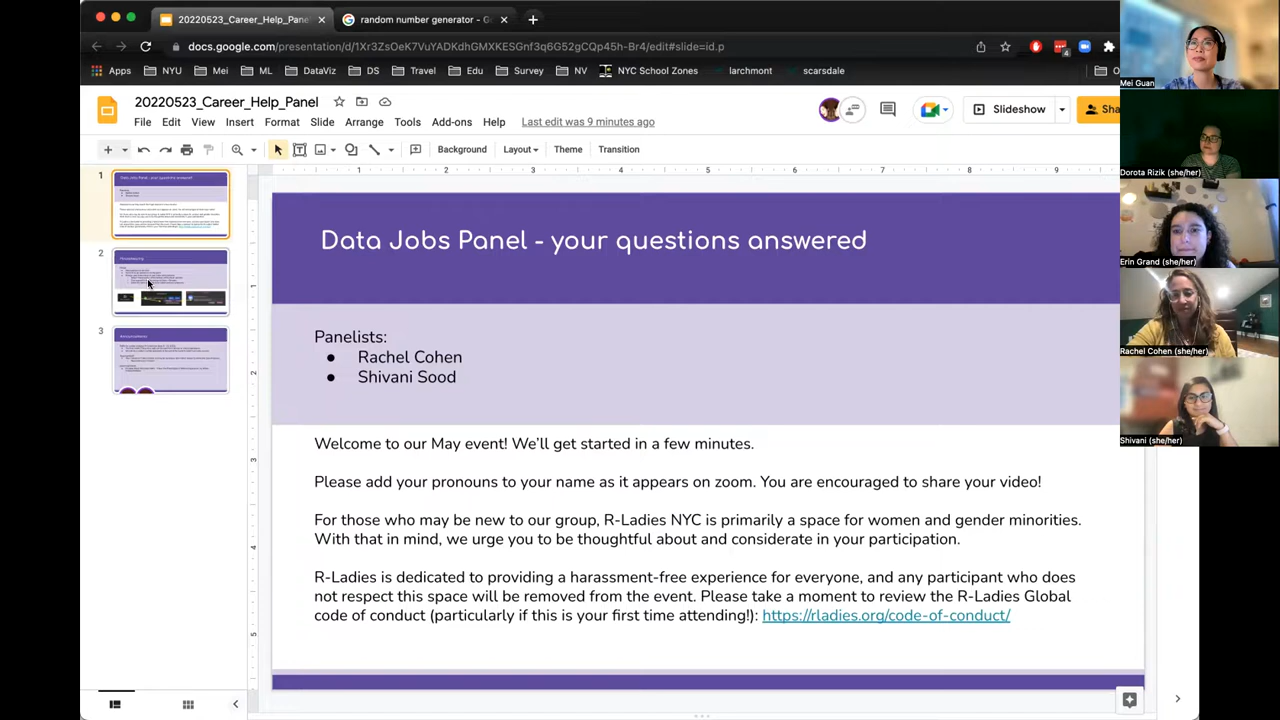 20220523_Career_Help_Panel
random number generator - G
docs.google.com/presentation/d/1Xr3ZsOeK7VuYADKdhGMXKESGnf3q6G52gCQp45h-Br4/edit#slide=id.p
4
Apps NYU Mei ML DataViz DS Travel Edu Survey NV NYC School Zones larchmont scarsdale
20220523_Career_Help_Panel
Slideshow
File Edit View Insert Format Slide Arrange Tools Add-ons Help Last edit was 9 minutes ago
Background Layout Theme Transition
1
2
3
Data Jobs Panel - your questions answered
Panelists:
● Rachel Cohen
● Shivani Sood
Welcome to our May event! We'll get started in a few minutes.
Please add your pronouns to your name as it appears on zoom. You are encouraged to share your video!
For those who may be new to our group, R-Ladies NYC is primarily a space for women and gender minorities.
With that in mind, we urge you to be thoughtful about and considerate in your participation.
R-Ladies is dedicated to providing a harassment-free experience for everyone, and any participant who does
not respect this space will be removed from the event. Please take a moment to review the R-Ladies Global
code of conduct (particularly if this is your first time attending!): https://rladies.org/code-of-conduct/
Mei Guan
Dorota Rizik (she/her)
Erin Grand (she/her)
Rachel Cohen (she/her)
Shivani (she/her)